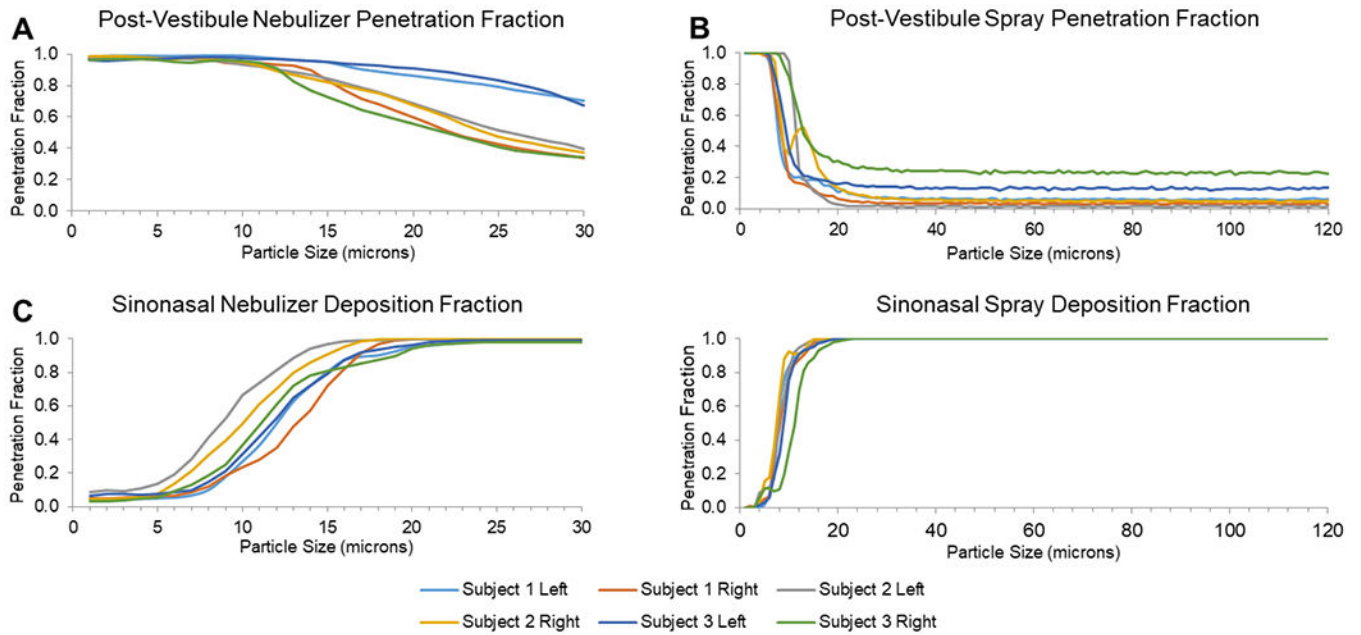 A
Post-Vestibule Nebulizer Penetration Fraction
Penetration Fraction
1.0
0.8
0.6
0.4
0.2
0.0
0 5 10 15 20 25 30
Particle Size (microns)
B
Post-Vestibule Spray Penetration Fraction
Penetration Fraction
1.0
0.8
0.6
0.4
0.2
0.0
0 20 40 60 80 100 120
Particle Size (microns)
C
Sinonasal Nebulizer Deposition Fraction
Penetration Fraction
1.0
0.8
0.6
0.4
0.2
0.0
0 5 10 15 20 25 30
Particle Size (microns)
Sinonasal Spray Deposition Fraction
Penetration Fraction
1.0
0.8
0.6
0.4
0.2
0.0
0 20 40 60 80 100 120
Particle Size (microns)
Subject 1 Left Subject 1 Right Subject 2 Left
Subject 2 Right Subject 3 Left Subject 3 Right